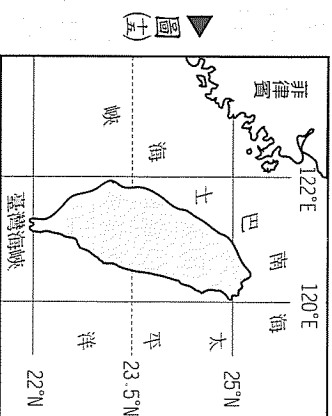 ▲圖(十五)
菲律賓
122°E
120°E
巴士海峽
南海
臺灣海峽
太平洋
25°N
23.5°N
22°N